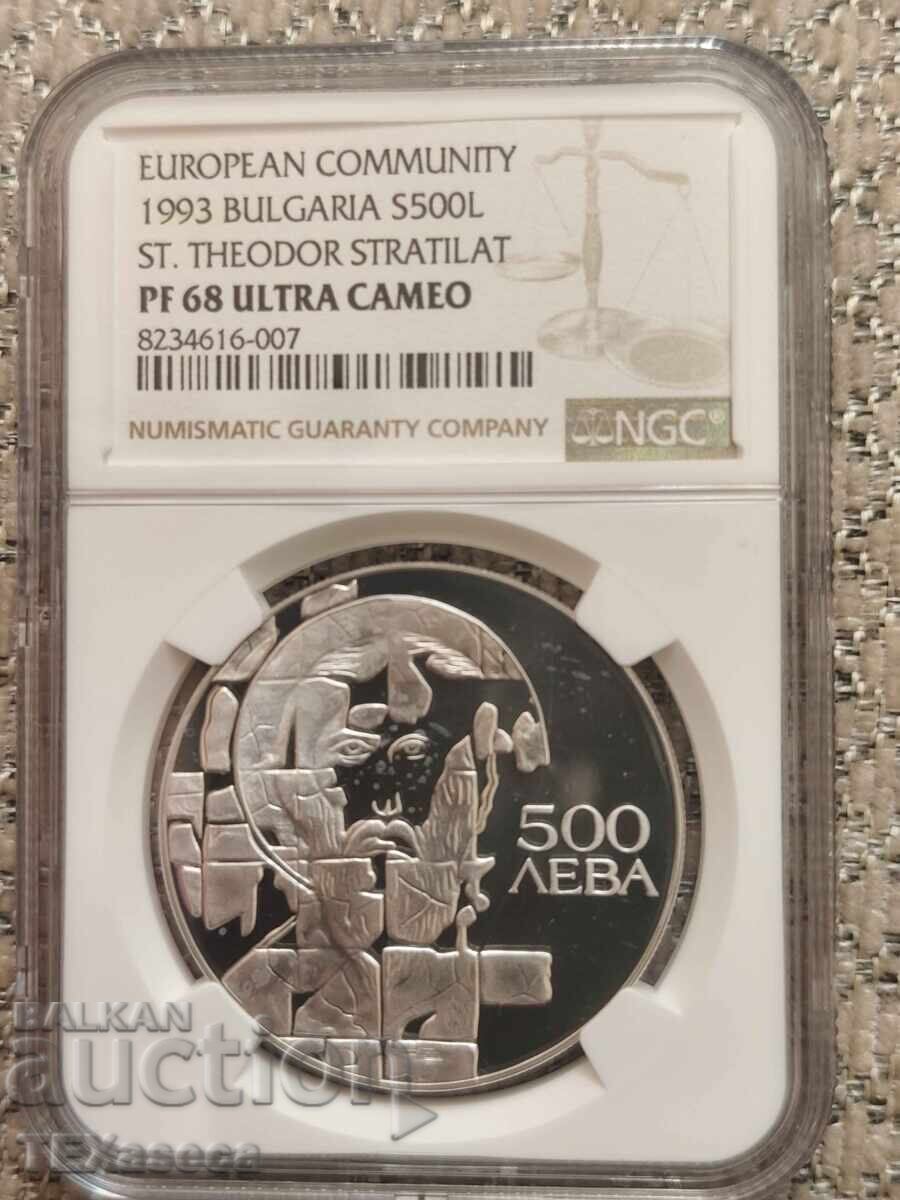 EUROPEAN COMMUNITY
1993 BULGARIA S500L
ST. THEODOR STRATILAT
PF 68 ULTRA CAMEO
8234616-007
NUMISMATIC GUARANTY COMPANY
NGC®
500
ЛЕВА
BALKAN
auction
TEXaseca